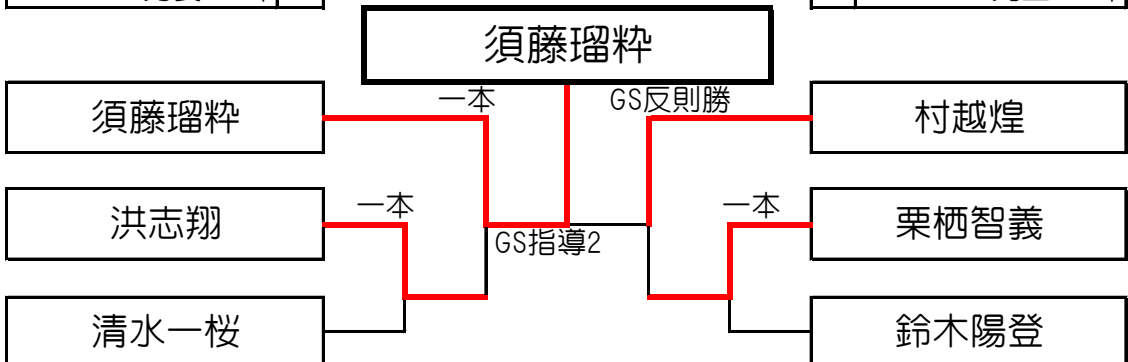 須藤瑠粋
一本
GS反則勝
須藤瑠粋
村越煌
洪志翔
一本
一本
栗栖智義
GS指導2
清水一桜
鈴木陽登